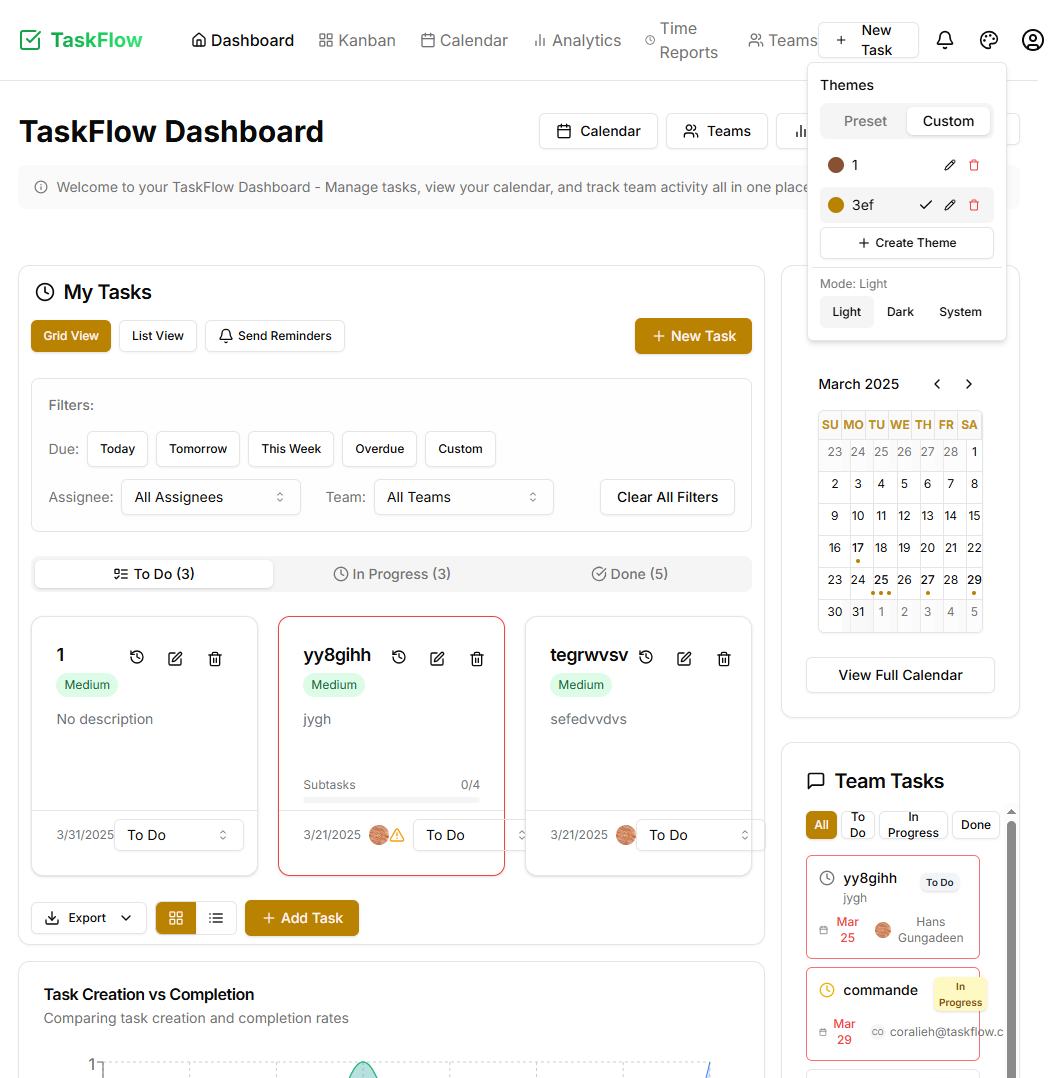 TaskFlow
Dashboard
Kanban
Calendar
Analytics
Time
Reports
Teams
New
Task
Themes
Preset
Custom
1
3ef
Create Theme
Mode: Light
Light
Dark
System
TaskFlow Dashboard
Calendar
Teams
Welcome to your TaskFlow Dashboard - Manage tasks, view your calendar, and track team activity all in one place
My Tasks
Grid View
List View
Send Reminders
New Task
Filters:
Due:
Today
Tomorrow
This Week
Overdue
Custom
Assignee:
All Assignees
Team:
All Teams
Clear All Filters
To Do (3)
In Progress (3)
Done (5)
1
Medium
No description
3/31/2025
To Do
yy8gihh
Medium
jygh
Subtasks
0/4
3/21/2025
To Do
tegrwvsv
Medium
sefedvvdvs
3/21/2025
To Do
Export
Add Task
Task Creation vs Completion
Comparing task creation and completion rates
1
March 2025
SU MO TU WE TH FR SA
23 24 25 26 27 28 1
2 3 4 5 6 7 8
9 10 11 12 13 14 15
16 17 18 19 20 21 22
23 24 25 26 27 28 29
30 31 1 2 3 4 5
View Full Calendar
Team Tasks
All
To
Do
In
Progress
Done
yy8gihh
To Do
jygh
Mar
25
Hans
Gungadeen
commande
In
Progress
Mar
29
CO
coralieh@taskflow.c